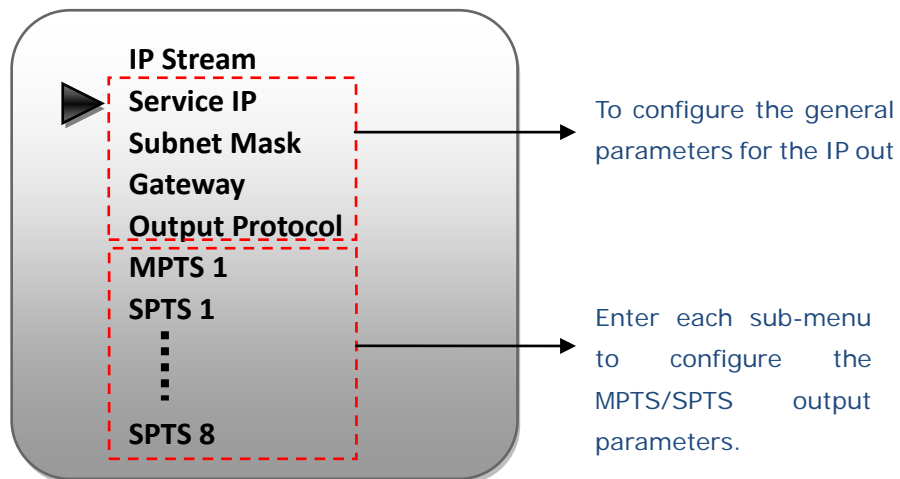 IP Stream
Service IP
Subnet Mask
Gateway
Output Protocol
MPTS 1
SPTS 1
SPTS 8
To configure the general
parameters for the IP out
Enter each sub-menu
to configure the
MPTS/SPTS output
parameters.